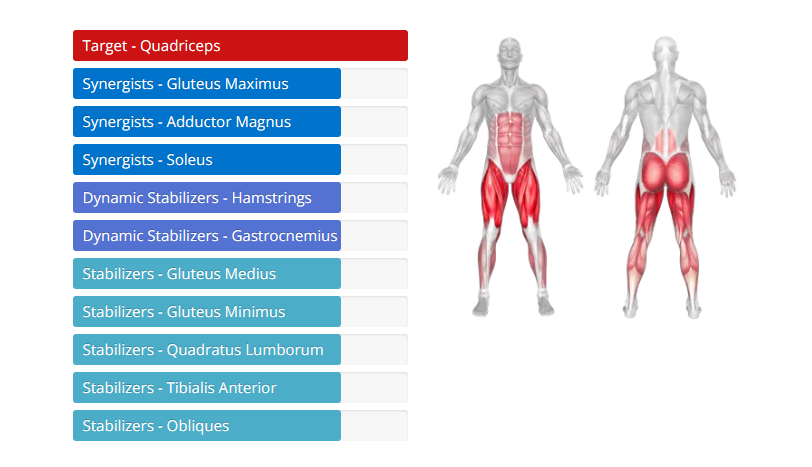 Target - Quadriceps
Synergists - Gluteus Maximus
Synergists - Adductor Magnus
Synergists - Soleus
Dynamic Stabilizers - Hamstrings
Dynamic Stabilizers - Gastrocnemius
Stabilizers - Gluteus Medius
Stabilizers - Gluteus Minimus
Stabilizers - Quadratus Lumborum
Stabilizers - Tibialis Anterior
Stabilizers - Obliques